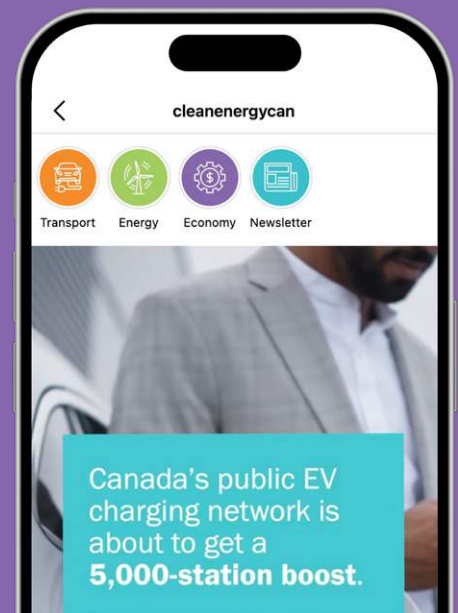 cleanenergycan
Transport Energy Economy Newsletter
Canada's public EV
charging network is
about to get a
5,000-station boost.